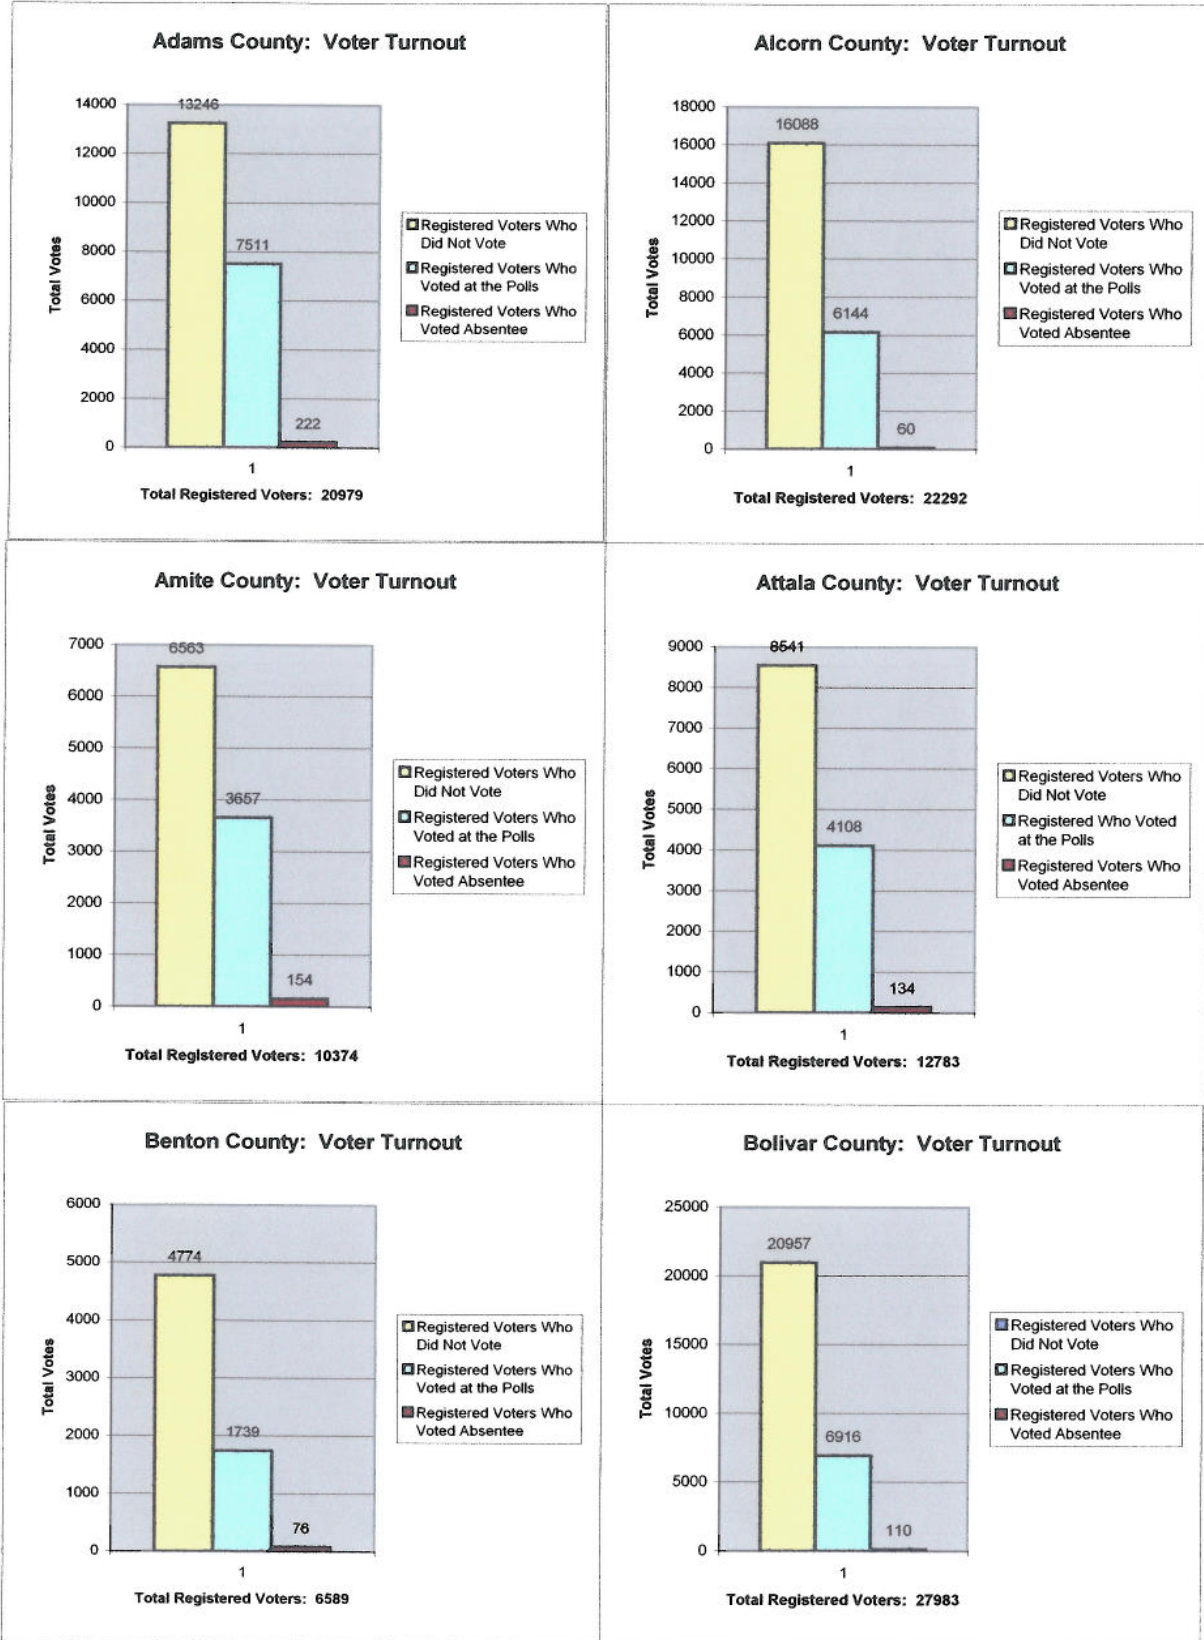 Adams County: Voter Turnout
14000
12000
10000
8000
6000
4000
2000
0
Total Votes
13246
7511
222
1
Total Registered Voters: 20979
Registered Voters Who
Did Not Vote
Registered Voters Who
Voted at the Polls
Registered Voters Who
Voted Absentee
Alcorn County: Voter Turnout
18000
16000
14000
12000
10000
8000
6000
4000
2000
0
Total Votes
16088
6144
60
1
Total Registered Voters: 22292
Registered Voters Who
Did Not Vote
Registered Voters Who
Voted at the Polls
Registered Voters Who
Voted Absentee
Amite County: Voter Turnout
7000
6000
5000
4000
3000
2000
1000
0
Total Votes
6563
3657
154
1
Total Registered Voters: 10374
Registered Voters Who
Did Not Vote
Registered Voters Who
Voted at the Polls
Registered Voters Who
Voted Absentee
Attala County: Voter Turnout
9000
8000
7000
6000
5000
4000
3000
2000
1000
0
Total Votes
8541
4108
134
1
Total Registered Voters: 12783
Registered Voters Who
Did Not Vote
Registered Who Voted
at the Polls
Registered Voters Who
Voted Absentee
Benton County: Voter Turnout
6000
5000
4000
3000
2000
1000
0
Total Votes
4774
1739
76
1
Total Registered Voters: 6589
Registered Voters Who
Did Not Vote
Registered Voters Who
Voted at the Polls
Registered Voters Who
Voted Absentee
Bolivar County: Voter Turnout
25000
20000
15000
10000
5000
0
Total Votes
20957
6916
110
1
Total Registered Voters: 27983
Registered Voters Who
Did Not Vote
Registered Voters Who
Voted at the Polls
Registered Voters Who
Voted Absentee